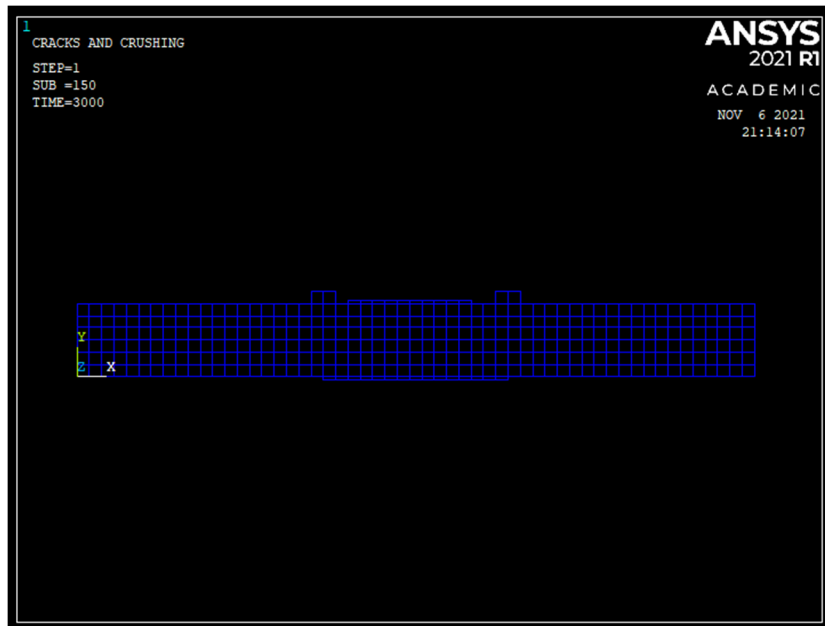 1
CRACKS AND CRUSHING
STEP=1
SUB =150
TIME=3000
ANSYS
2021 R1
ACADEMIC
NOV 6 2021
21:14:07
Y
Z X